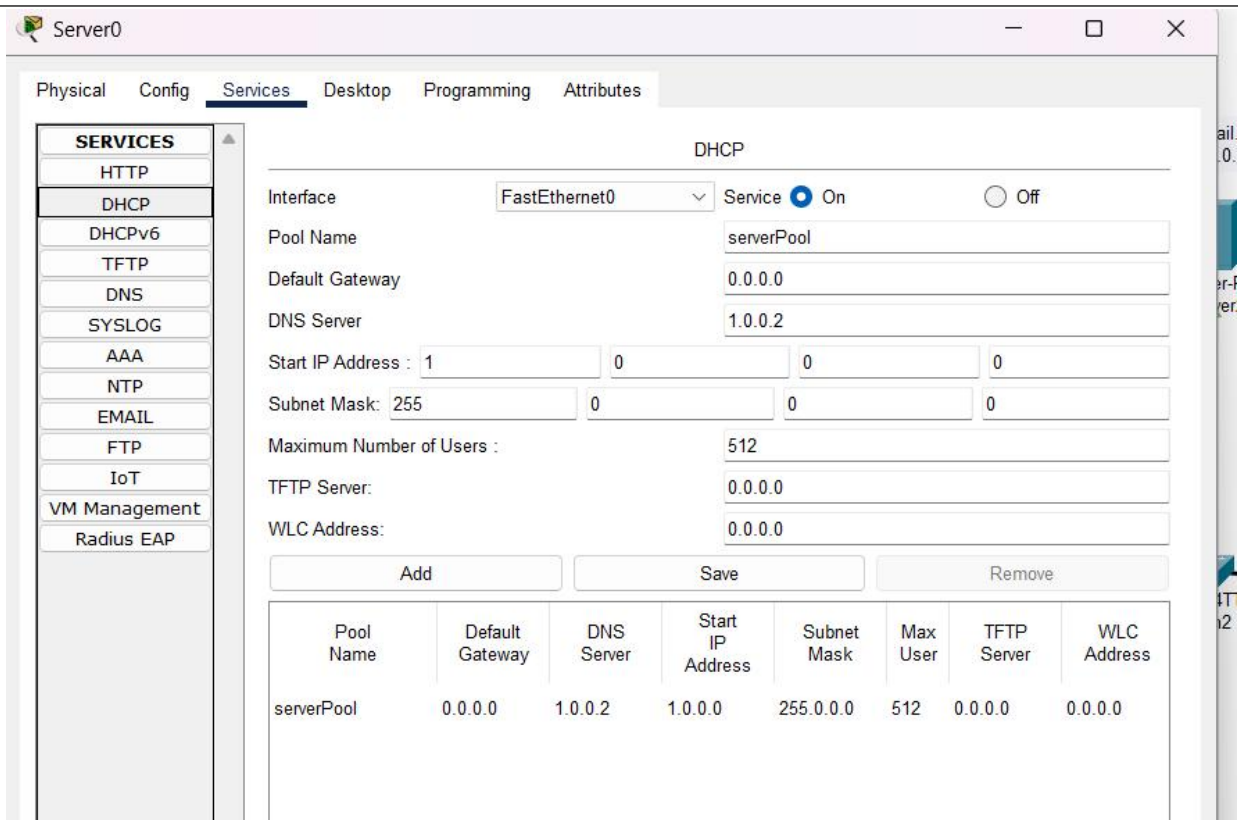 Server0
Physical Config Services Desktop Programming Attributes
SERVICES
HTTP
DHCP
DHCPv6
TFTP
DNS
SYSLOG
AAA
NTP
EMAIL
FTP
IoT
VM Management
Radius EAP
DHCP
Interface FastEthernet0 Service On Off
Pool Name serverPool
Default Gateway 0.0.0.0
DNS Server 1.0.0.2
Start IP Address : 1 0 0 0
Subnet Mask: 255 0 0 0
Maximum Number of Users : 512
TFTP Server: 0.0.0.0
WLC Address: 0.0.0.0
Add Save Remove
Pool Name Default Gateway DNS Server Start IP Address Subnet Mask Max User TFTP Server WLC Address
serverPool 0.0.0.0 1.0.0.2 1.0.0.0 255.0.0.0 512 0.0.0.0 0.0.0.0